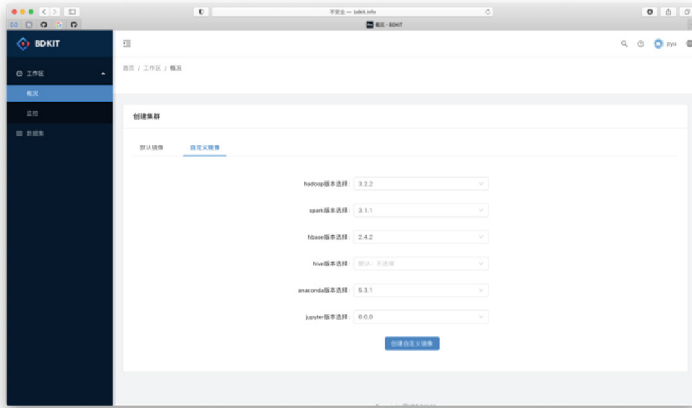 不安全 — bdkit.info
概况 - BDKIT
BDKIT
工作区
概况
监控
数据集
首页 / 工作区 / 概况
创建集群
默认镜像
自定义镜像
hadoop版本选择: 3.2.2
spark版本选择: 3.1.1
hbase版本选择: 2.4.2
hive版本选择: 默认: 不选择
anaconda版本选择: 5.3.1
jupyter版本选择: 6.0.0
创建自定义镜像